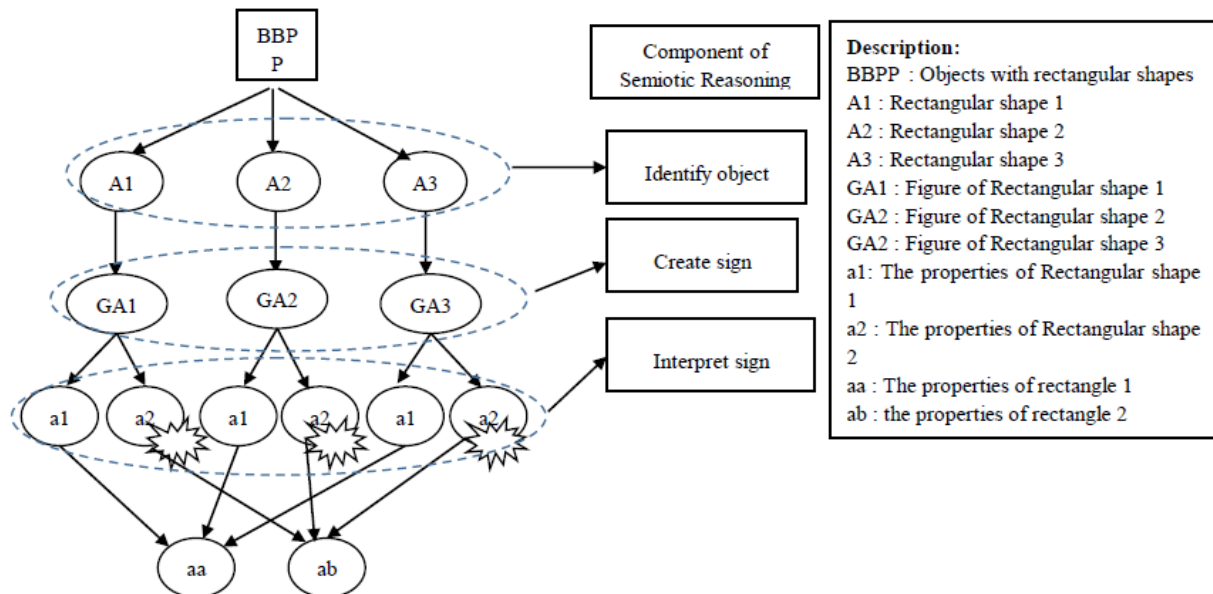 BBP
P
Component of
Semiotic Reasoning
A1
A2
A3
Identify object
GA1
GA2
GA3
Create sign
a1
a2
a1
a2
a1
a2
Interpret sign
aa
ab
Description:
BBPP : Objects with rectangular shapes
A1 : Rectangular shape 1
A2 : Rectangular shape 2
A3 : Rectangular shape 3
GA1 : Figure of Rectangular shape 1
GA2 : Figure of Rectangular shape 2
GA2 : Figure of Rectangular shape 3
a1: The properties of Rectangular shape
1
a2 : The properties of Rectangular shape
2
aa : The properties of rectangle 1
ab : the properties of rectangle 2